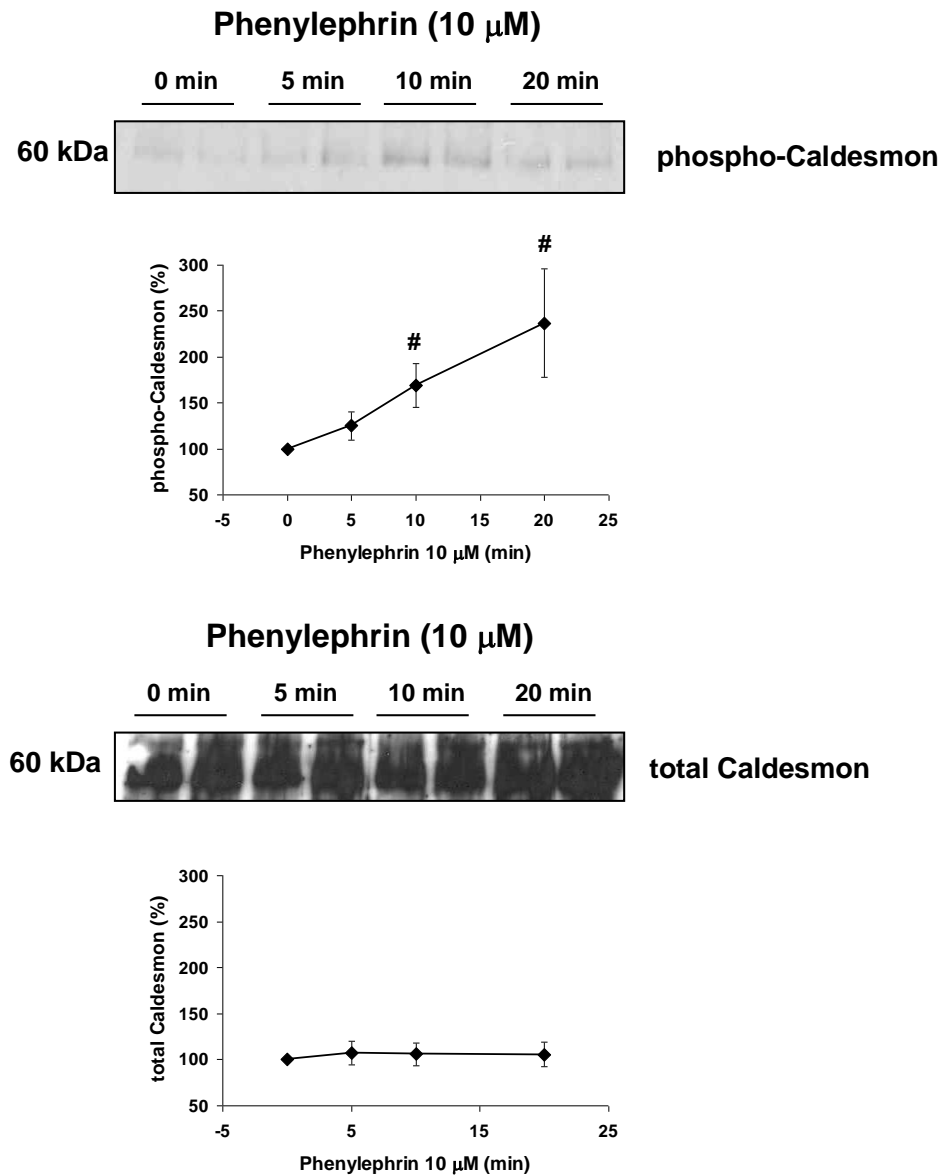 Phenylephrin (10 μM)
0 min 5 min 10 min 20 min
60 kDa phospho-Caldesmon
#
#
phospho-Caldesmon (%)
300
250
200
150
100
50
-5 0 5 10 15 20 25
Phenylephrin 10 μM (min)
Phenylephrin (10 μM)
0 min 5 min 10 min 20 min
60 kDa total Caldesmon
total Caldesmon (%)
300
250
200
150
100
50
-5 5 15 25
Phenylephrin 10 μM (min)